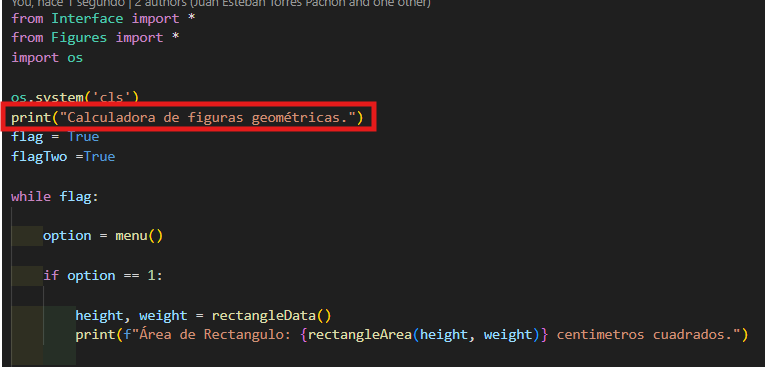 You, hace 1 segundo | 2 authors (Juan Esteban Torres Pachon and one other)
from Interface import *
from Figures import *
import os
os.system('cls')
print("Calculadora de figuras geométricas.")
flag = True
flagTwo =True
while flag:
option = menu()
if option == 1:
height, weight = rectangleData()
print(f"Área de Rectangulo: {rectangleArea(height, weight)} centimetros cuadrados.")